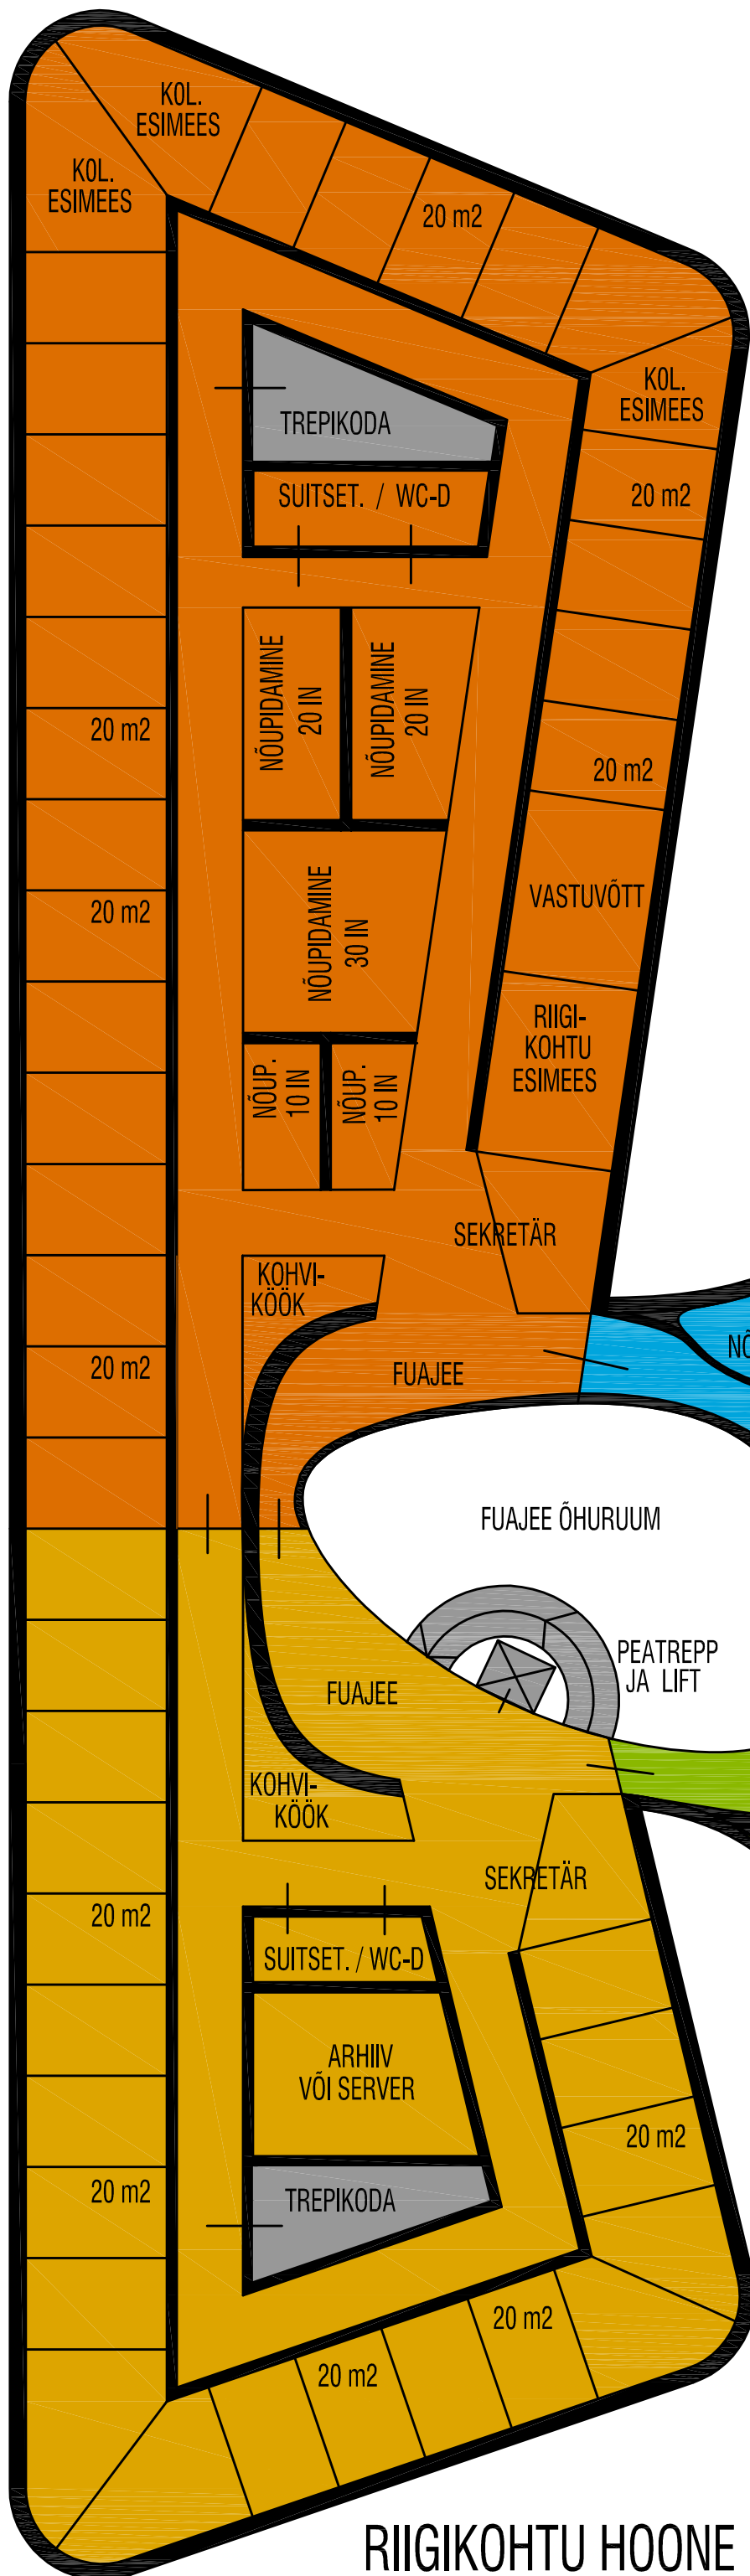 KOL.
ESIMEES
KOL.
ESIMEES
20 m2
KOL.
ESIMEES
TREPIKODA
20 m2
SUITSET. / WC-D
NÕUPIDAMINE
20 IN
NÕUPIDAMINE
20 IN
20 m2
20 m2
VASTUVÕTT
20 m2
NÕUPIDAMINE
30 IN
RIIGI-
KOHTU
ESIMEES
NÕUP.
10 IN
NÕUP.
10 IN
SEKRETÄR
KOHVI-
KÖÖK
NÕ
20 m2
FUAJEE
FUAJEE ÕHURUUM
PEATREPP
JA LIFT
FUAJEE
KOHVI-
KÖÖK
SEKRETÄR
20 m2
SUITSET. / WC-D
ARHIIV
VÕI SERVER
20 m2
20 m2
TREPIKODA
20 m2
20 m2
RIIGIKOHTU HOONE